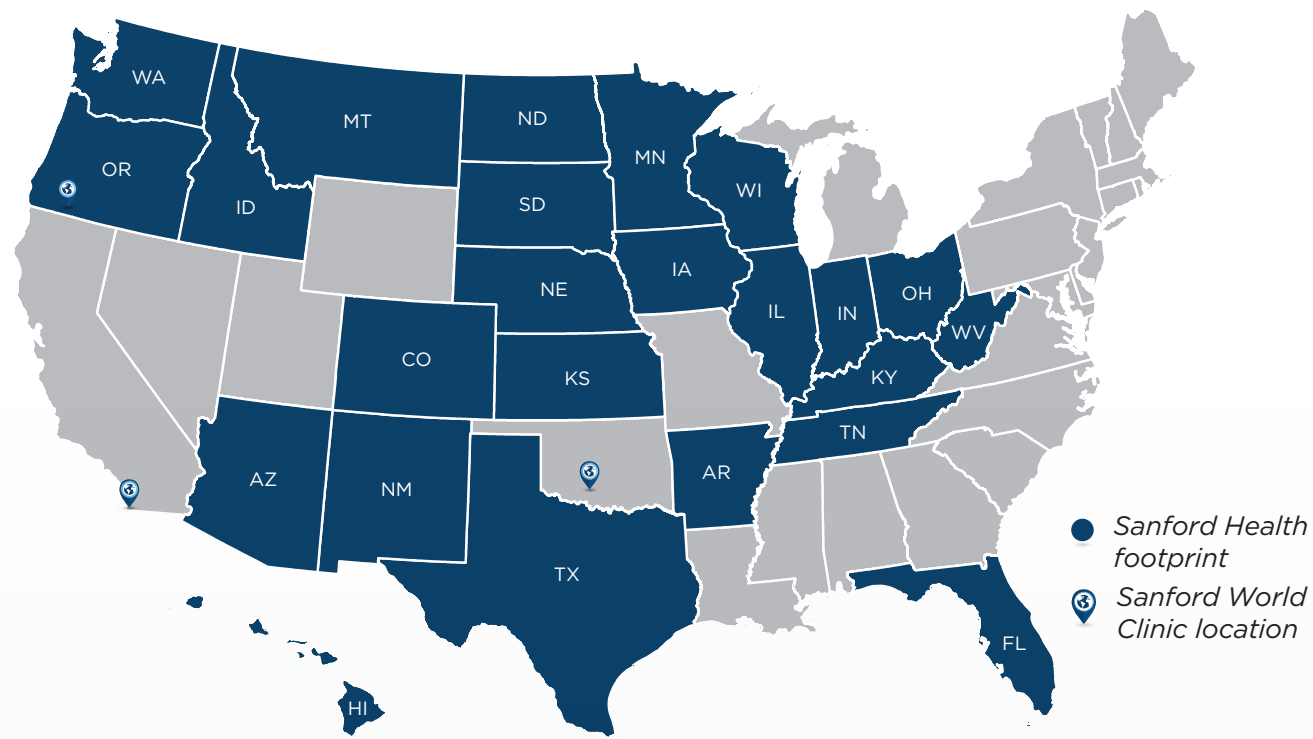 WA
MT
ND
MN
OR
ID
SD
WI
IA
NE
IL
IN
OH
WV
CO
KS
KY
TN
AZ
NM
AR
TX
FL
HI
Sanford Health
footprint
Sanford World
Clinic location